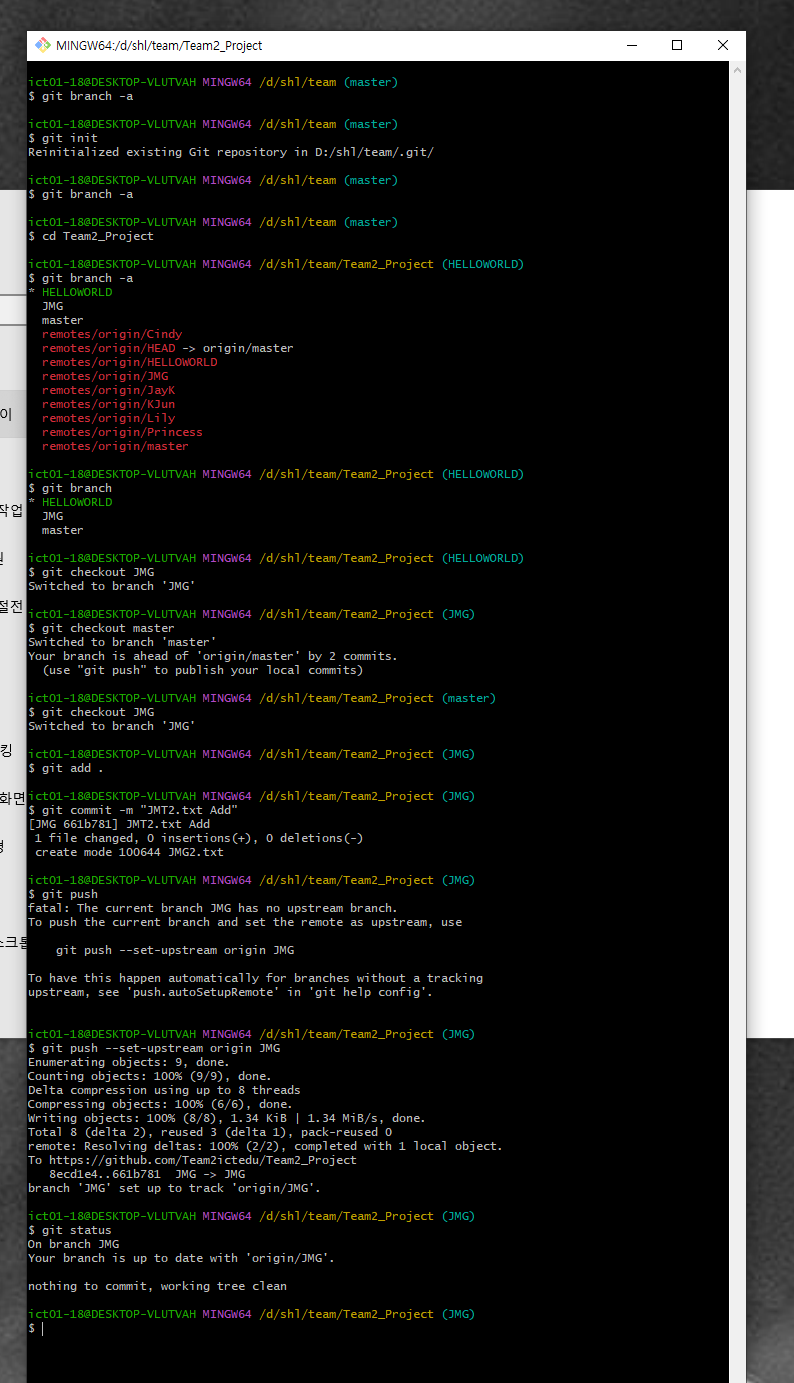 MINGW64:/d/shl/team/Team2_Project
ict01-18@DESKTOP-VLUTVAH MINGW64 /d/shl/team (master)
$ git branch -a
ict01-18@DESKTOP-VLUTVAH MINGW64 /d/shl/team (master)
$ git init
Reinitialized existing Git repository in D:/shl/team/.git/
ict01-18@DESKTOP-VLUTVAH MINGW64 /d/shl/team (master)
$ git branch -a
ict01-18@DESKTOP-VLUTVAH MINGW64 /d/shl/team (master)
$ cd Team2_Project
ict01-18@DESKTOP-VLUTVAH MINGW64 /d/shl/team/Team2_Project (HELLOWORLD)
$ git branch -a
* HELLOWORLD
JMG
master
remotes/origin/Cindy
remotes/origin/HEAD -> origin/master
remotes/origin/HELLOWORLD
remotes/origin/JMG
remotes/origin/JayK
remotes/origin/KJun
remotes/origin/Lily
remotes/origin/Princess
remotes/origin/master
이
ict01-18@DESKTOP-VLUTVAH MINGW64 /d/shl/team/Team2_Project (HELLOWORLD)
$ git branch
* HELLOWORLD
JMG
master
작업
ict01-18@DESKTOP-VLUTVAH MINGW64 /d/shl/team/Team2_Project (HELLOWORLD)
$ git checkout JMG
Switched to branch 'JMG'
절전
ict01-18@DESKTOP-VLUTVAH MINGW64 /d/shl/team/Team2_Project (JMG)
$ git checkout master
Switched to branch 'master'
Your branch is ahead of 'origin/master' by 2 commits.
(use "git push" to publish your local commits)
ict01-18@DESKTOP-VLUTVAH MINGW64 /d/shl/team/Team2_Project (master)
$ git checkout JMG
Switched to branch 'JMG'
킹
ict01-18@DESKTOP-VLUTVAH MINGW64 /d/shl/team/Team2_Project (JMG)
$ git add .
화면
ict01-18@DESKTOP-VLUTVAH MINGW64 /d/shl/team/Team2_Project (JMG)
$ git commit -m "JMT2.txt Add"
[JMG 661b781] JMT2.txt Add
1 file changed, 0 insertions(+), 0 deletions(-)
create mode 100644 JMG2.txt
ict01-18@DESKTOP-VLUTVAH MINGW64 /d/shl/team/Team2_Project (JMG)
$ git push
fatal: The current branch JMG has no upstream branch.
To push the current branch and set the remote as upstream, use
git push --set-upstream origin JMG
To have this happen automatically for branches without a tracking
upstream, see 'push.autoSetupRemote' in 'git help config'.
ict01-18@DESKTOP-VLUTVAH MINGW64 /d/shl/team/Team2_Project (JMG)
$ git push --set-upstream origin JMG
Enumerating objects: 9, done.
Counting objects: 100% (9/9), done.
Delta compression using up to 8 threads
Compressing objects: 100% (6/6), done.
Writing objects: 100% (8/8), 1.34 KiB | 1.34 MiB/s, done.
Total 8 (delta 2), reused 3 (delta 1), pack-reused 0
remote: Resolving deltas: 100% (2/2), completed with 1 local object.
To https://github.com/Team2ictedu/Team2_Project
8ecd1e4..661b781  JMG -> JMG
branch 'JMG' set up to track 'origin/JMG'.
ict01-18@DESKTOP-VLUTVAH MINGW64 /d/shl/team/Team2_Project (JMG)
$ git status
On branch JMG
Your branch is up to date with 'origin/JMG'.
nothing to commit, working tree clean
ict01-18@DESKTOP-VLUTVAH MINGW64 /d/shl/team/Team2_Project (JMG)
$